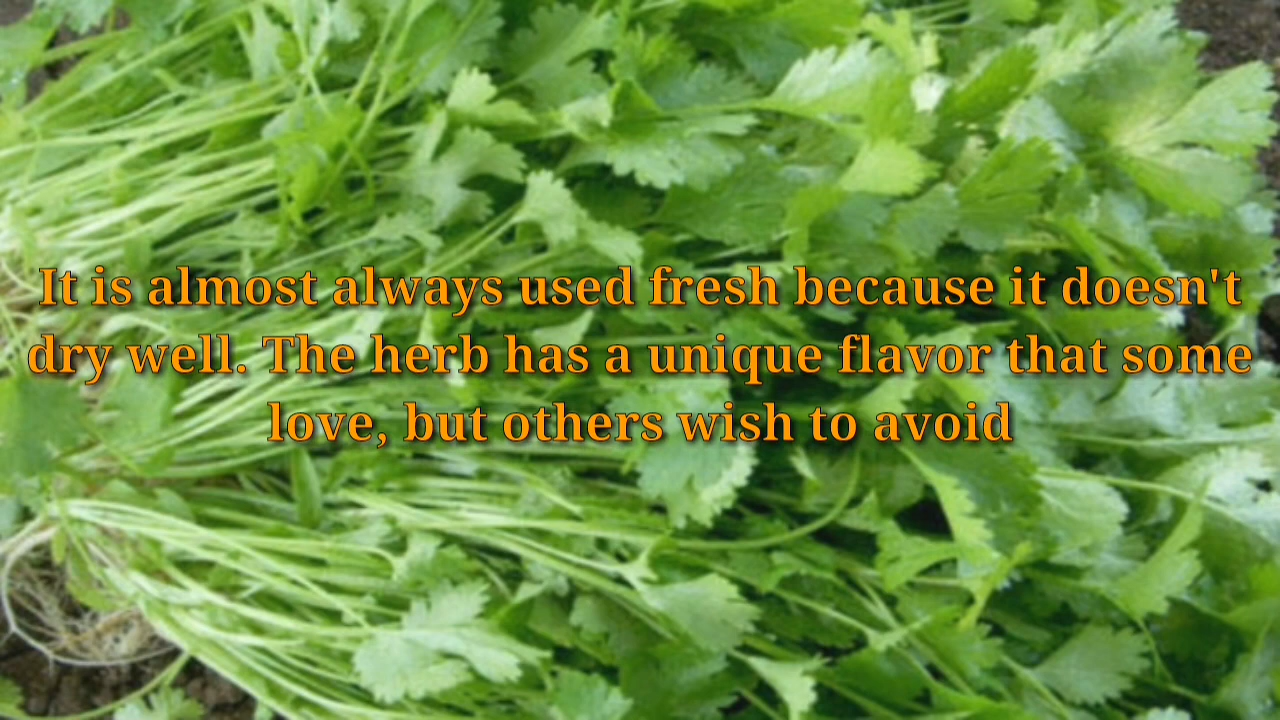 It is almost always used fresh because it doesn't
dry well. The herb has a unique flavor that some
love, but others wish to avoid